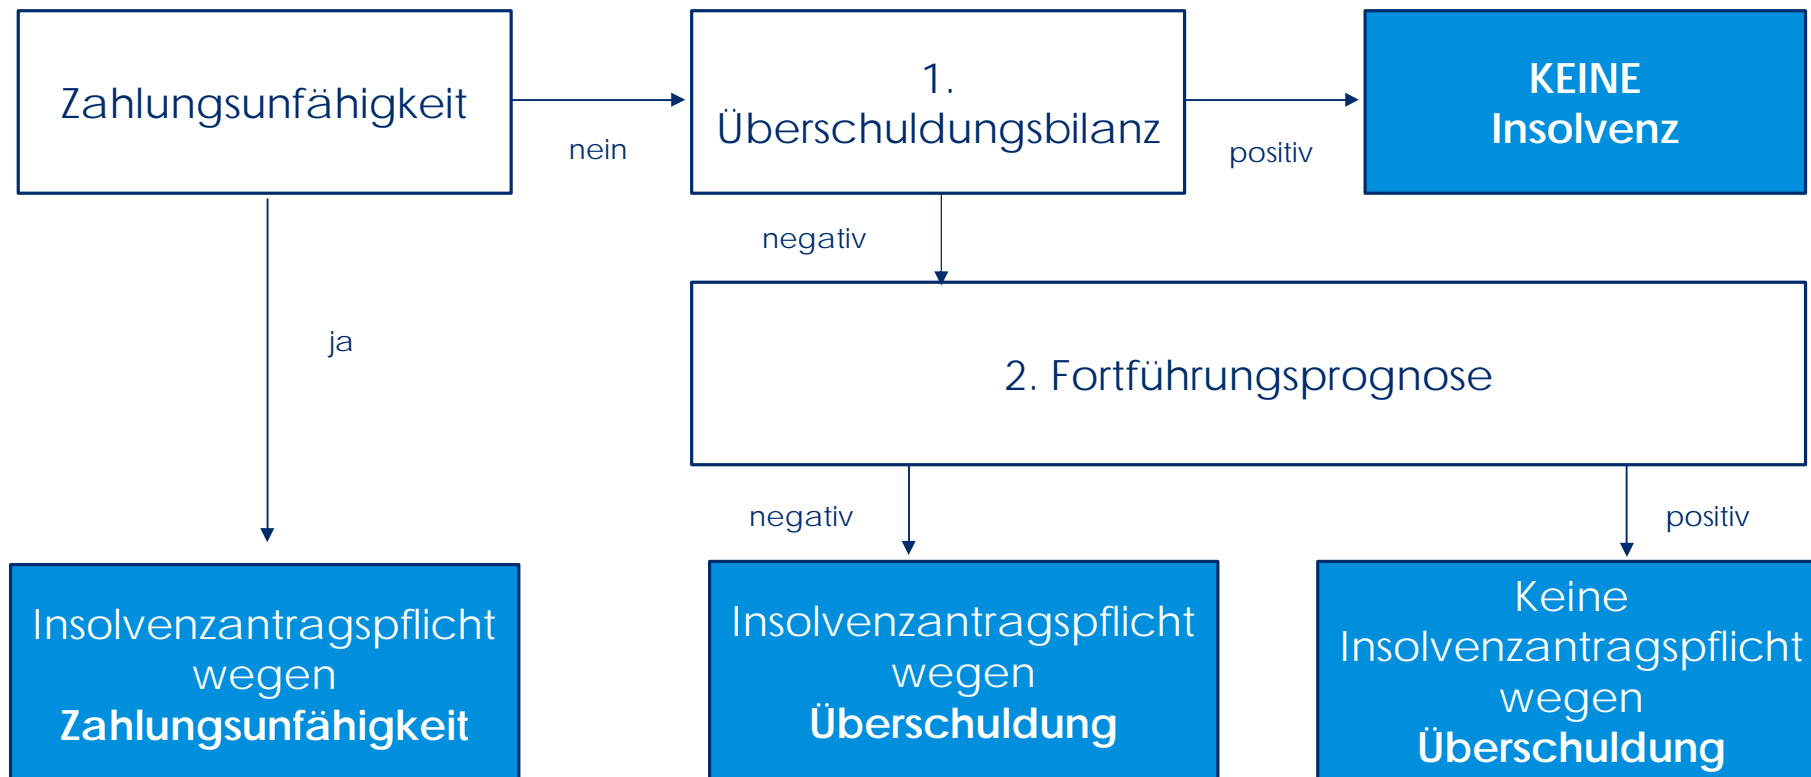 Zahlungsunfähigkeit
nein
1.
Überschuldungsbilanz
positiv
KEINE
Insolvenz
negativ
ja
2. Fortführungsprognose
negativ
positiv
Insolvenzantragspflicht
wegen
Zahlungsunfähigkeit
Insolvenzantragspflicht
wegen
Überschuldung
Keine
Insolvenzantragspflicht
wegen
Überschuldung